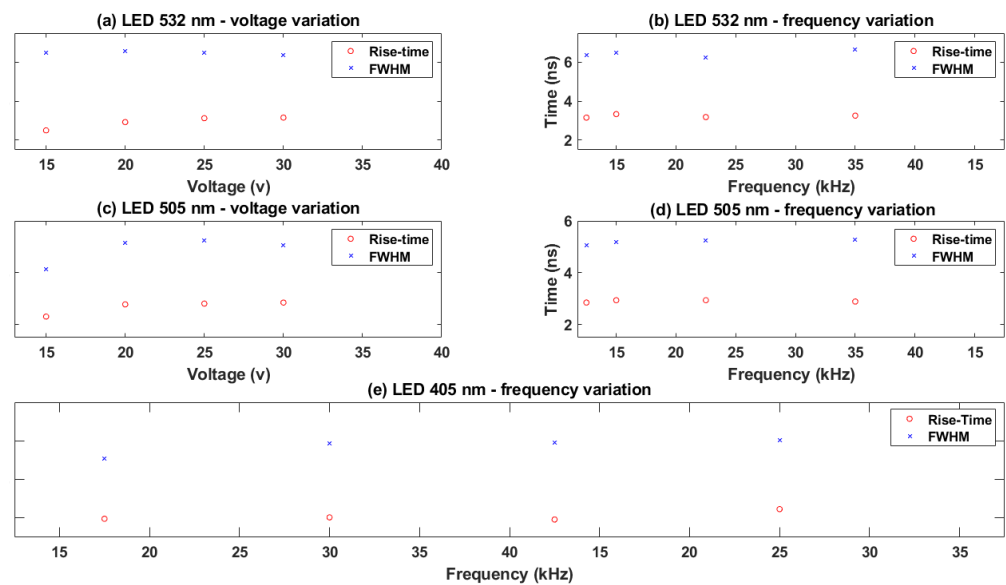 (a) LED 532 nm - voltage variation
Rise-time
FWHM
15 20 25 30 35 40
Voltage (v)
(b) LED 532 nm - frequency variation
Time (ns)
6
4
2
Rise-time
FWHM
15 20 25 30 35 40 15
Frequency (kHz)
(c) LED 505 nm - voltage variation
Rise-time
FWHM
15 20 25 30 35 40
Voltage (v)
(d) LED 505 nm - frequency variation
Time (ns)
6
4
2
Rise-time
FWHM
15 20 25 30 35 40 15
Frequency (kHz)
(e) LED 405 nm - frequency variation
Rise-Time
FWHM
15 20 25 30 35 40 15 20 25 30 35
Frequency (kHz)